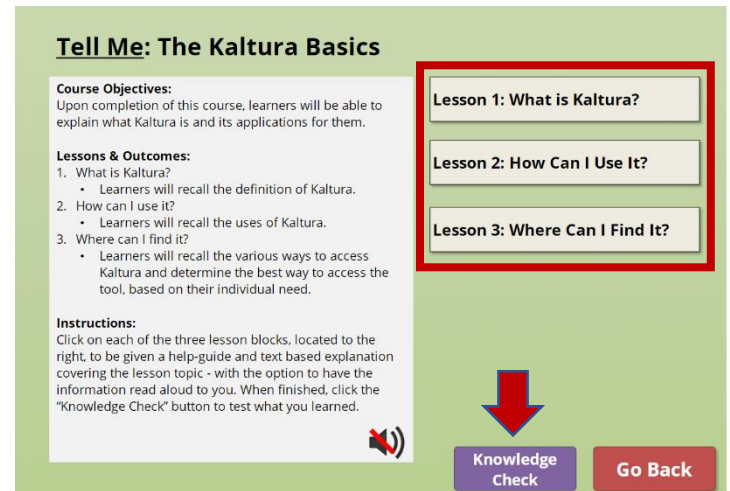 Tell Me: The Kaltura Basics
Course Objectives:
Upon completion of this course, learners will be able to
explain what Kaltura is and its applications for them.
Lessons & Outcomes:
1. What is Kaltura?
• Learners will recall the definition of Kaltura.
2. How can I use it?
• Learners will recall the uses of Kaltura.
3. Where can I find it?
• Learners will recall the various ways to access
Kaltura and determine the best way to access the
tool, based on their individual need.
Instructions:
Click on each of the three lesson blocks, located to the
right, to be given a help-guide and text based explanation
covering the lesson topic - with the option to have the
information read aloud to you. When finished, click the
“Knowledge Check” button to test what you learned.
Lesson 1: What is Kaltura?
Lesson 2: How Can I Use It?
Lesson 3: Where Can I Find It?
Knowledge
Check
Go Back